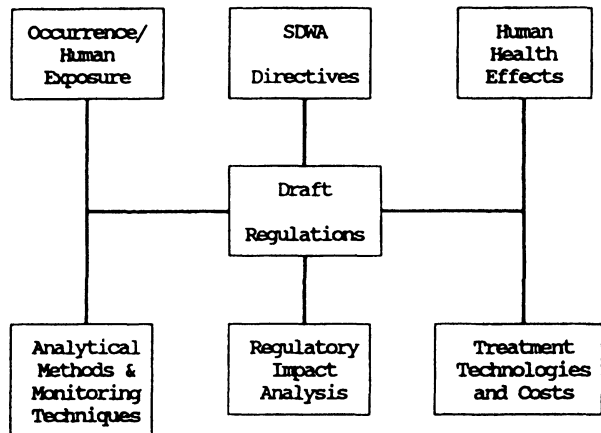 Occurrence/
Human
Exposure
SDWA
Directives
Human
Health
Effects
Draft
Regulations
Analytical
Methods &
Monitoring
Techniques
Regulatory
Impact
Analysis
Treatment
Technologies
and Costs